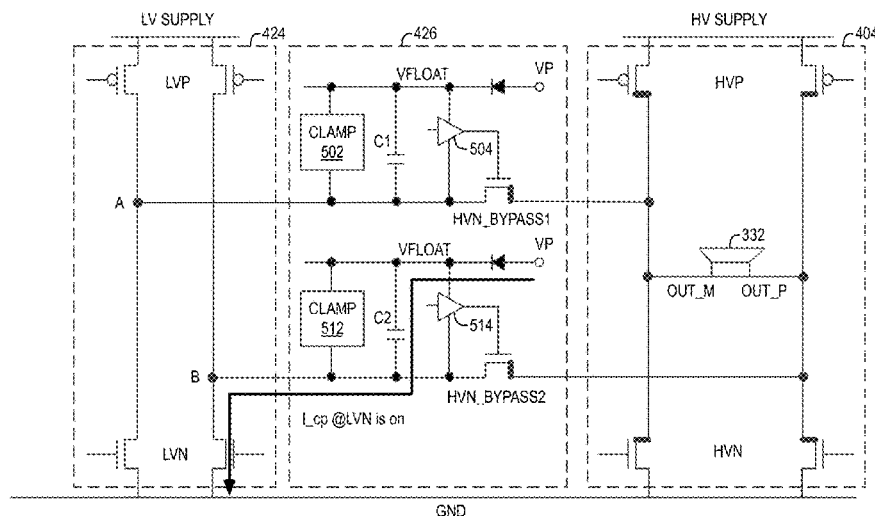 LV SUPPLY
HV SUPPLY
424
426
404
LVP
VFLOAT
VP
HVP
CLAMP
502
C1
504
A
HVN_BYPASS1
VFLOAT
VP
332
CLAMP
512
C2
514
OUT_M
OUT_P
B
HVN_BYPASS2
I_cp @LVN is on
LVN
HVN
GND